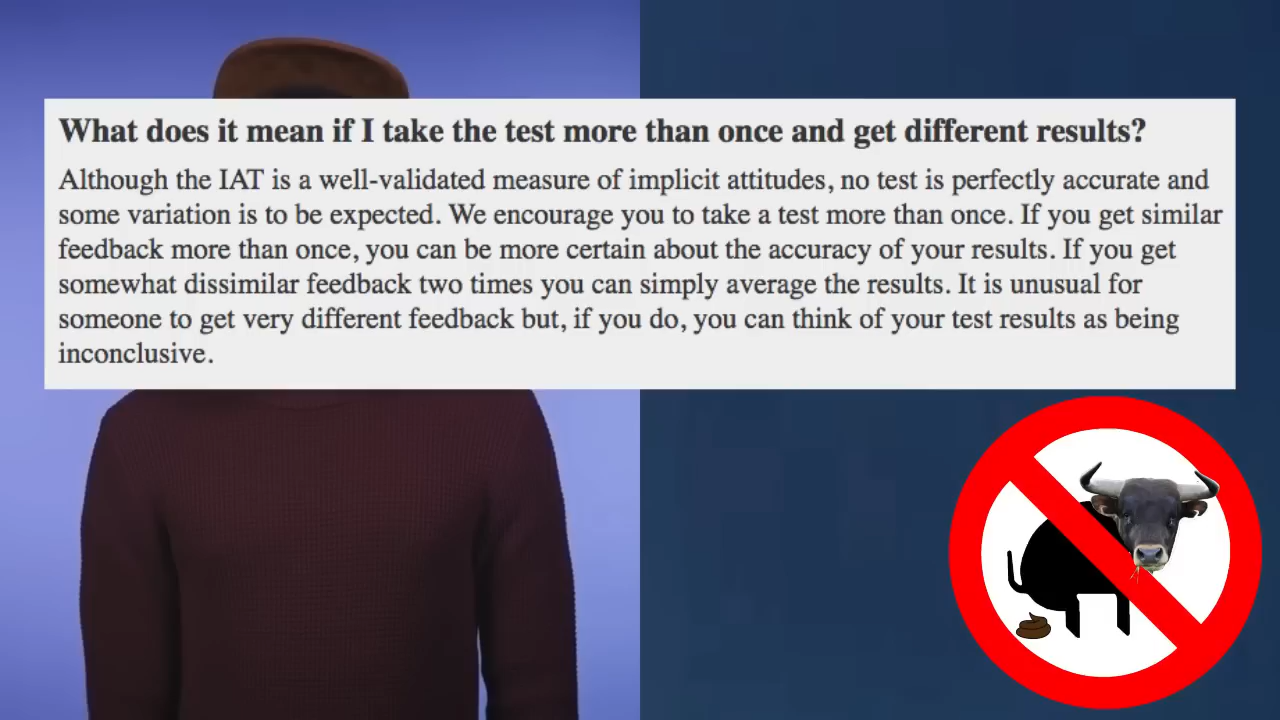 What does it mean if I take the test more than once and get different results?
Although the IAT is a well-validated measure of implicit attitudes, no test is perfectly accurate and
some variation is to be expected. We encourage you to take a test more than once. If you get similar
feedback more than once, you can be more certain about the accuracy of your results. If you get
somewhat dissimilar feedback two times you can simply average the results. It is unusual for
someone to get very different feedback but, if you do, you can think of your test results as being
inconclusive.